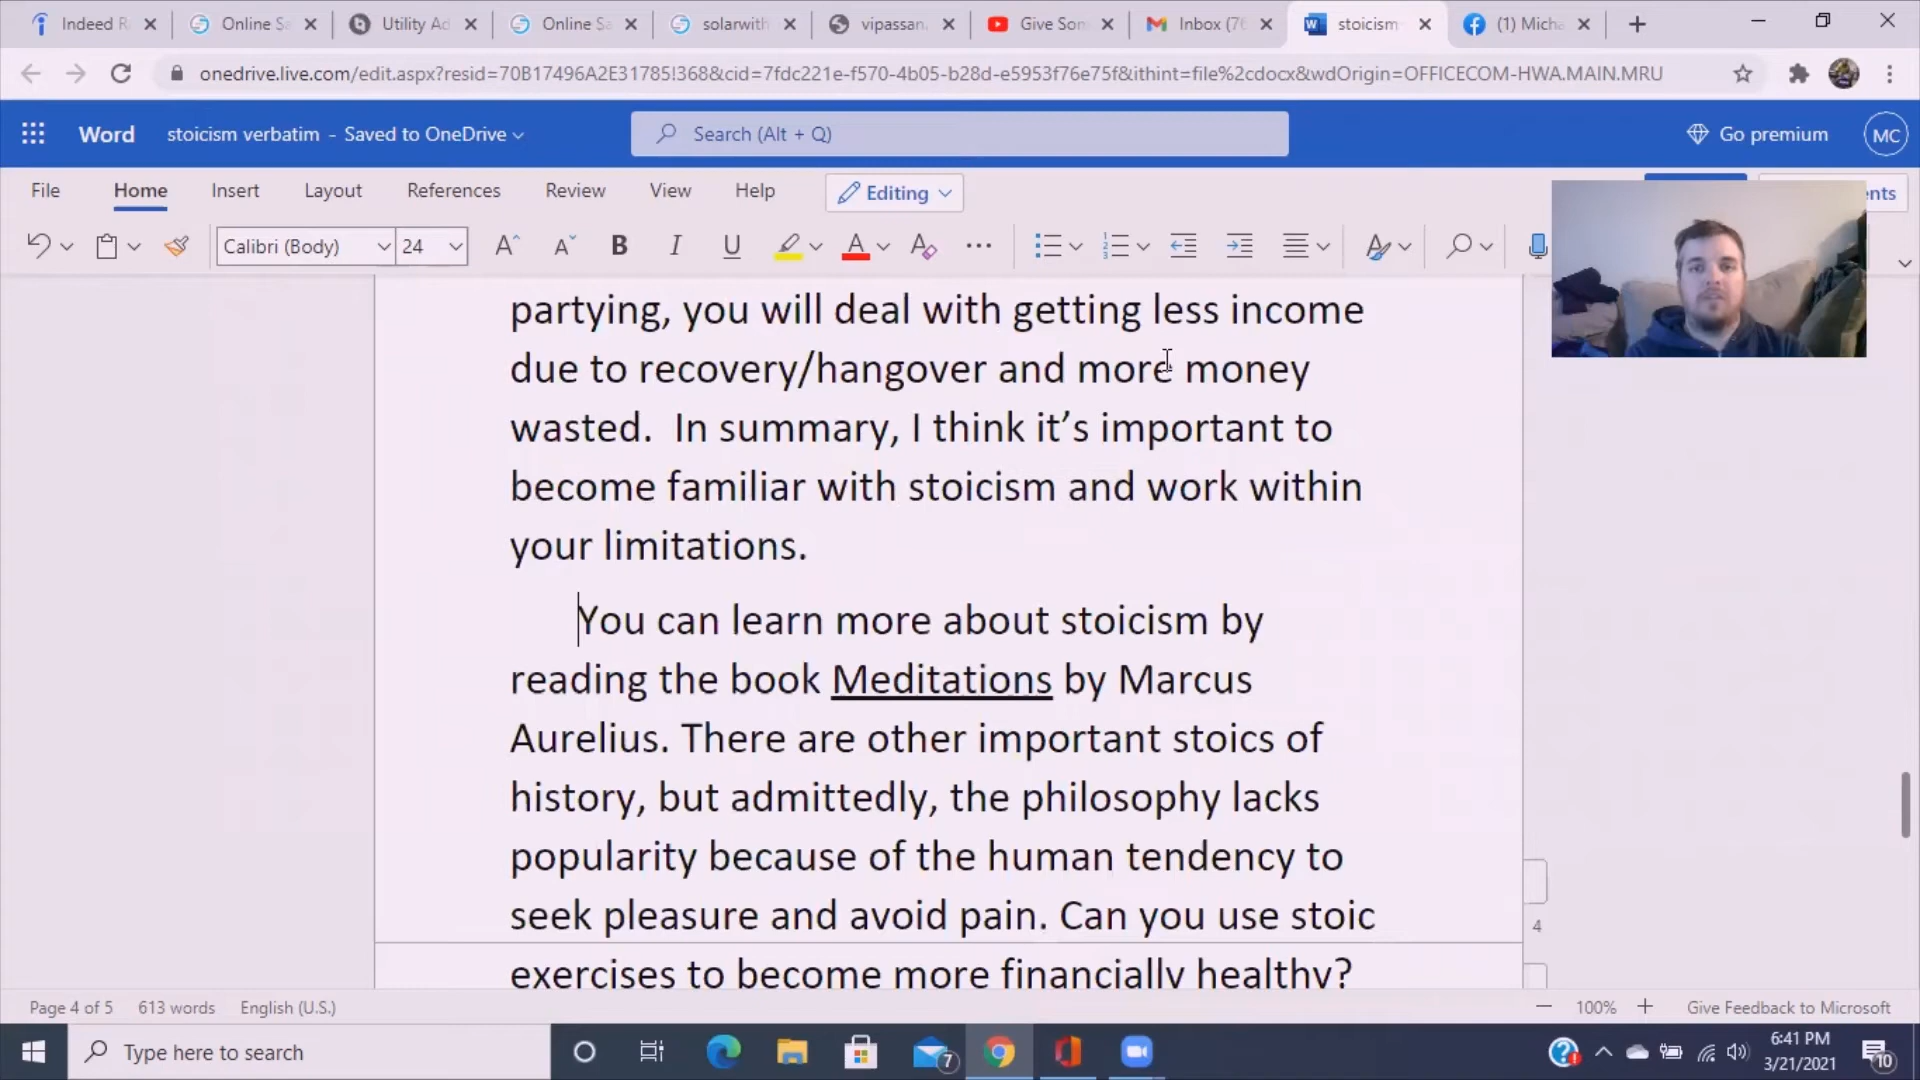 Indeed R
Online Sa
Utility Ad
Online Sa
solarwith
vipassan
Give Som
Inbox (76
stoicism
(1) Micha
onedrive.live.com/edit.aspx?resid=70B17496A2E31785!368&cid=7fdc221e-f570-4b05-b28d-e5953f76e75f&ithint=file%2cdocx&wdOrigin=OFFICECOM-HWA.MAIN.MRU
Word stoicism verbatim - Saved to OneDrive
Search (Alt + Q)
Go premium
MC
File Home Insert Layout References Review View Help Editing
Calibri (Body) 24
partying, you will deal with getting less income
due to recovery/hangover and more money
wasted.  In summary, I think it’s important to
become familiar with stoicism and work within
your limitations.
You can learn more about stoicism by
reading the book Meditations by Marcus
Aurelius. There are other important stoics of
history, but admittedly, the philosophy lacks
popularity because of the human tendency to
seek pleasure and avoid pain. Can you use stoic
exercises to become more financially healthy?
4
Page 4 of 5 613 words English (U.S.)
100%
Give Feedback to Microsoft
Type here to search
7
6:41 PM
3/21/2021
10